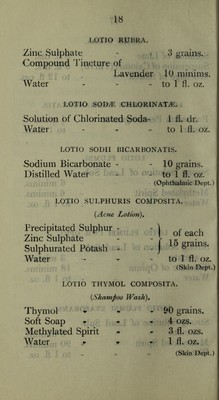 18
LOTIO RUBRA.
Zinc Sulphate - - 3 grains.
Compound Tincture of
Lavender 10 minims.
Water - - - to 1 fl. oz.
LOTIO SODÆ CHLORINATÆ.
Solution of Chlorinated Soda- 1 fl. dr.
Water - - - to 1 fl. oz.
LOTIO SODII BICARBONATIS.
Sodium Bicarbonate - - 10 grains.
Distilled Water - to 1 fl. oz.
(Ophthalmic Dept.)
LOTIO SULPHURIS COMPOSITA.
(Acne Lotion).
Precipitated Sulphur - } of each
Zinc Sulphate
Sulphurated Potash - } 15 grains.
Water - - - to 1 fl. oz.
(Skin Dept.)
LOTIO THYMOL COMPOSITA.
(Shampoo Wash).
Thymol - - - 90 grains.
Soft Soap - - - 4 ozs.
Methylated Spirit - - 3 fl. ozs.
Water - - - 1 fl. oz.
(Skin Dept.)